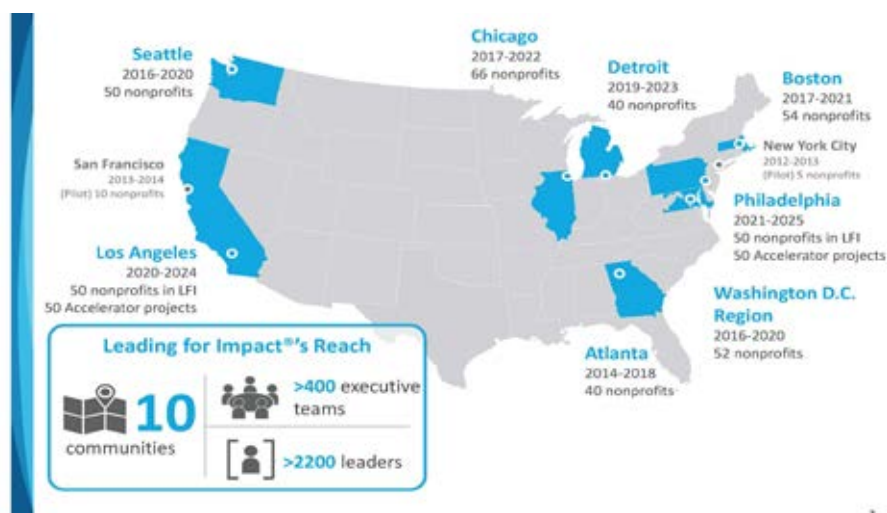 Seattle
2016-2020
50 nonprofits
Chicago
2017-2022
66 nonprofits
Detroit
2019-2023
40 nonprofits
Boston
2017-2021
54 nonprofits
San Francisco
2013-2014
(Pilot) 10 nonprofits
New York City
2012-2013
(Pilot) 5 nonprofits
Philadelphia
2021-2025
50 nonprofits in LFI
50 Accelerator projects
Los Angeles
2020-2024
50 nonprofits in LFI
50 Accelerator projects
Washington D.C.
Region
2016-2020
52 nonprofits
Atlanta
2014-2018
40 nonprofits
Leading for Impact®'s Reach
10
communities
>400 executive
teams
>2200 leaders